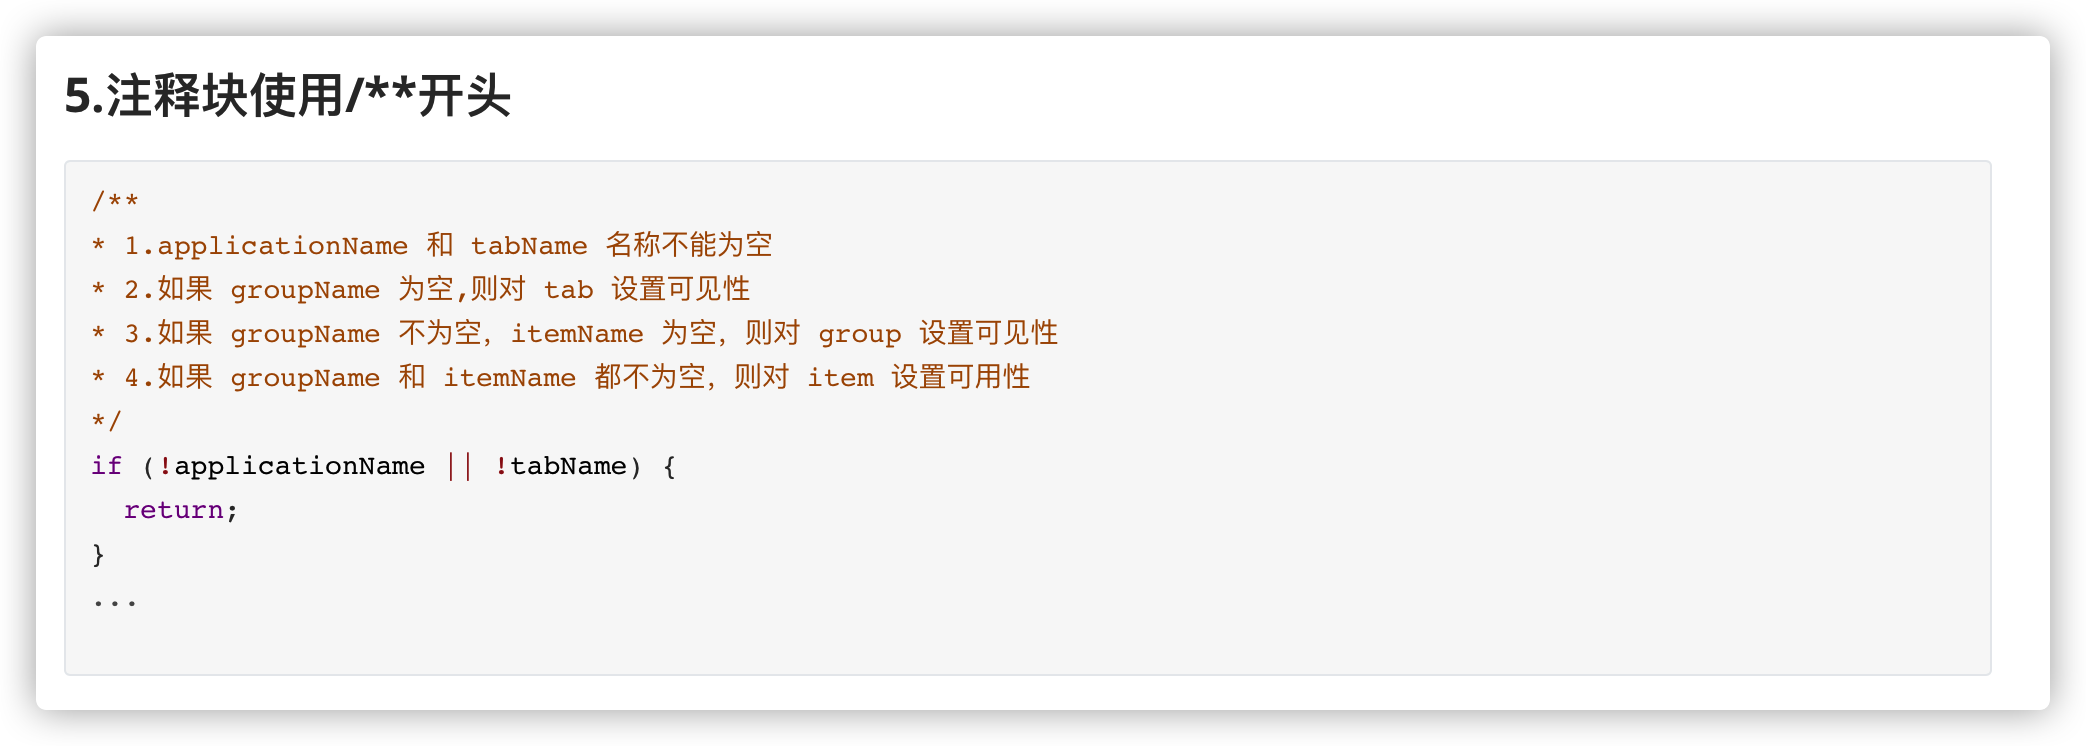 5.注释块使用/**开头
/**
* 1.applicationName 和 tabName 名称不能为空
* 2.如果 groupName 为空,则对 tab 设置可见性
* 3.如果 groupName 不为空，itemName 为空，则对 group 设置可见性
* 4.如果 groupName 和 itemName 都不为空，则对 item 设置可用性
*/
if (!applicationName || !tabName) {
  return;
}
...